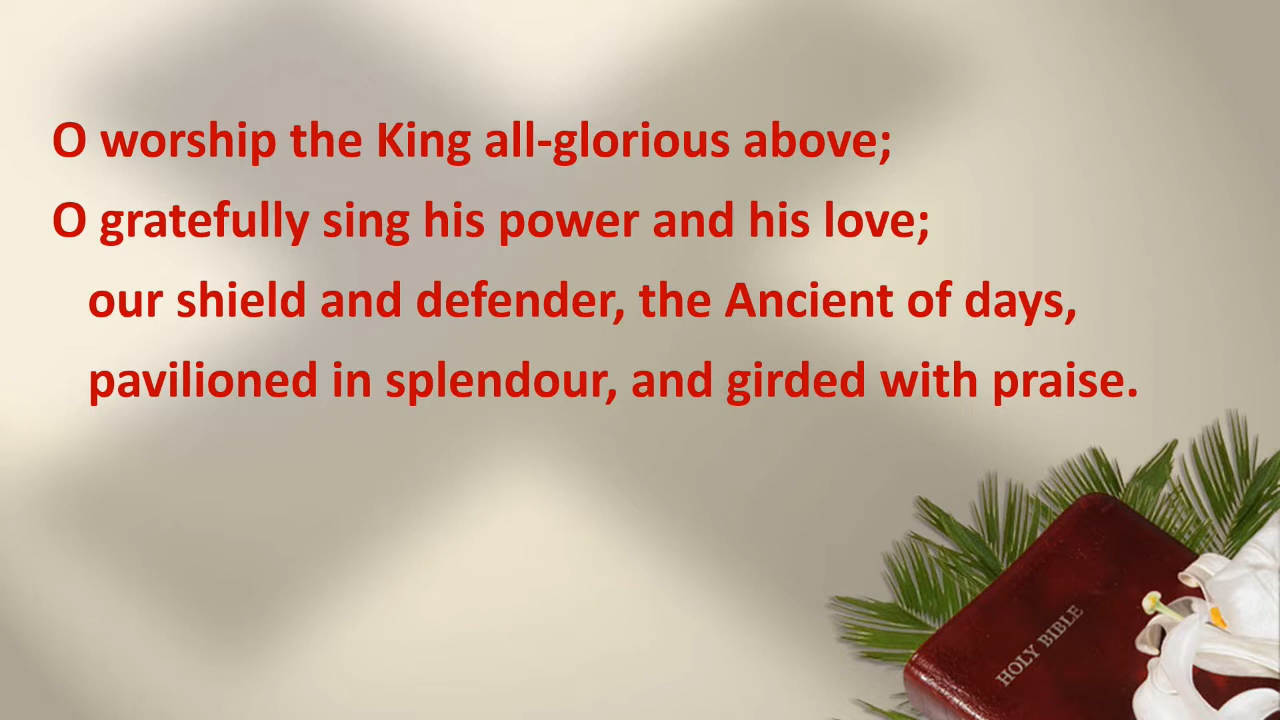 O worship the King all-glorious above;
O gratefully sing his power and his love;
our shield and defender, the Ancient of days,
pavilioned in splendour, and girded with praise.
HOLY BIBLE